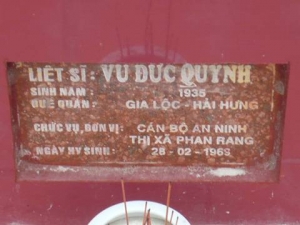 LIỆT SĨ: VŨ ĐỨC QUỲNH
SINH NĂM: 1935
QUÊ QUÁN: GIA LỘC - HẢI HƯNG
CHỨC VỤ, ĐƠN VỊ: CÁN BỘ AN NINH
THỊ XÃ PHAN RANG
NGÀY HY SINH: 28-02-1968